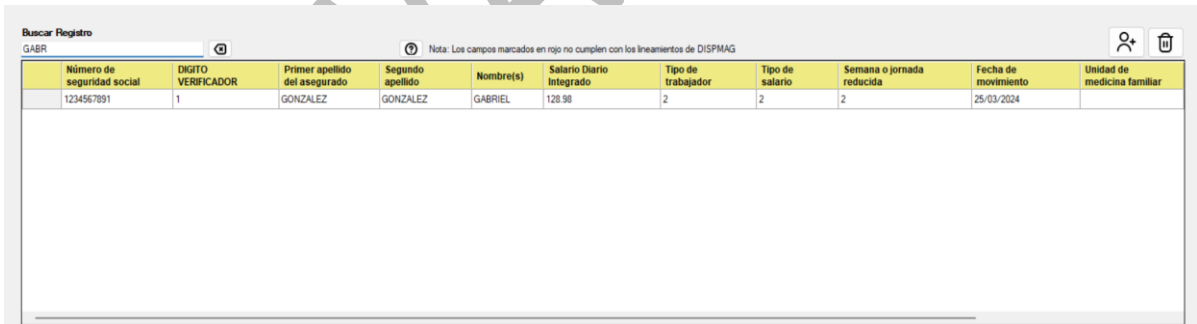 Buscar Registro
GABR
Nota: Los campos marcados en rojo no cumplen con los lineamientos de DISPMAG
Número de seguridad social DIGITO VERIFICADOR Primer apellido del asegurado Segundo apellido Nombre(s) Salario Diario Integrado Tipo de trabajador Tipo de salario Semana o jornada reducida Fecha de movimiento Unidad de medicina familiar
1234567891 1 GONZALEZ GONZALEZ GABRIEL 128.98 2 2 2 25/03/2024